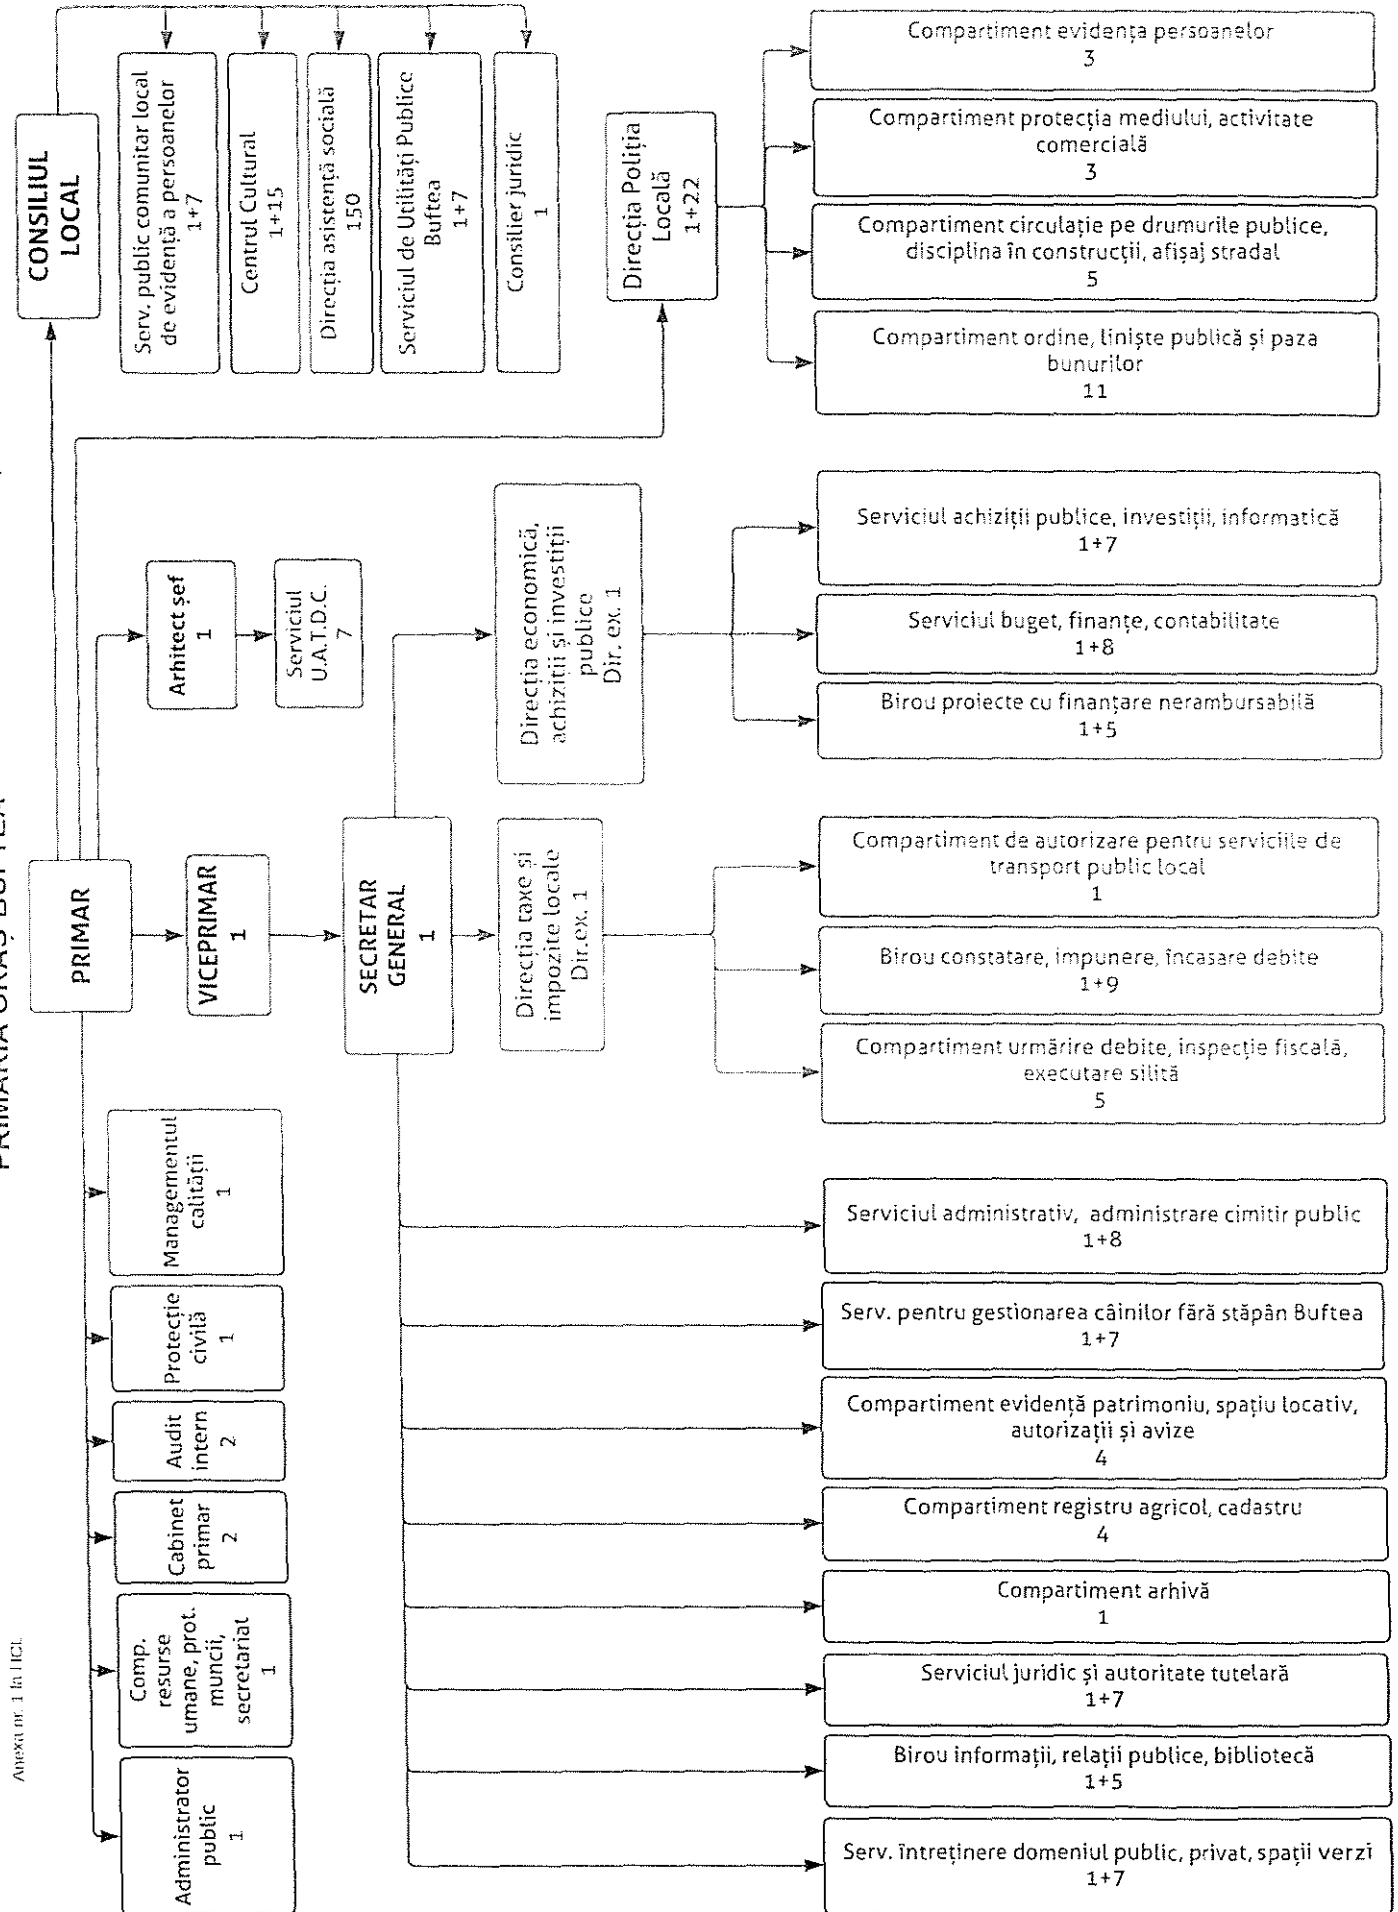 Anexa nr. 1 la HCL
PRIMĂRIA ORAȘ BUFTEA
PRIMAR
CONSILIUL
LOCAL
Administrator
public
1
Comp.
resurse
umane, prot.
muncii,
secretariat
1
Cabinet
primar
2
Audit
intern
2
Protecție
civilă
1
Managementul
calității
1
VICEPRIMAR
1
Arhitect șef
1
Serviciul
U.A.T.D.C.
7
Serv. public comunitar local
de evidență a persoanelor
1+7
Centrul Cultural
1+15
Direcția asistență socială
150
Serviciul de Utilități Publice
Buftea
1+7
Consilier juridic
1
SECRETAR
GENERAL
1
Direcția taxe și
impozite locale
Dir.ex. 1
Direcția economică,
achiziții și investiții
publice
Dir. ex. 1
Direcția Poliția
Locală
1+22
Compartiment evidența persoanelor
3
Compartiment protecția mediului, activitate
comercială
3
Compartiment circulație pe drumurile publice,
disciplina în construcții, afișaj stradal
5
Compartiment ordine, liniște publică și paza
bunurilor
11
Serviciul achiziții publice, investiții, informatică
1+7
Serviciul buget, finanțe, contabilitate
1+8
Birou proiecte cu finanțare nerambursabilă
1+5
Compartiment de autorizare pentru serviciile de
transport public local
1
Birou constatare, impunere, încasare debite
1+9
Compartiment urmărire debite, inspecție fiscală,
executare silită
5
Serviciul administrativ, administrare cimitir public
1+8
Serv. pentru gestionarea câinilor fără stăpân Buftea
1+7
Compartiment evidență patrimoniu, spațiu locativ,
autorizații și avize
4
Compartiment registru agricol, cadastru
4
Compartiment arhivă
1
Serviciul juridic și autoritate tutelară
1+7
Birou informații, relații publice, bibliotecă
1+5
Serv. întreținere domeniul public, privat, spații verzi
1+7